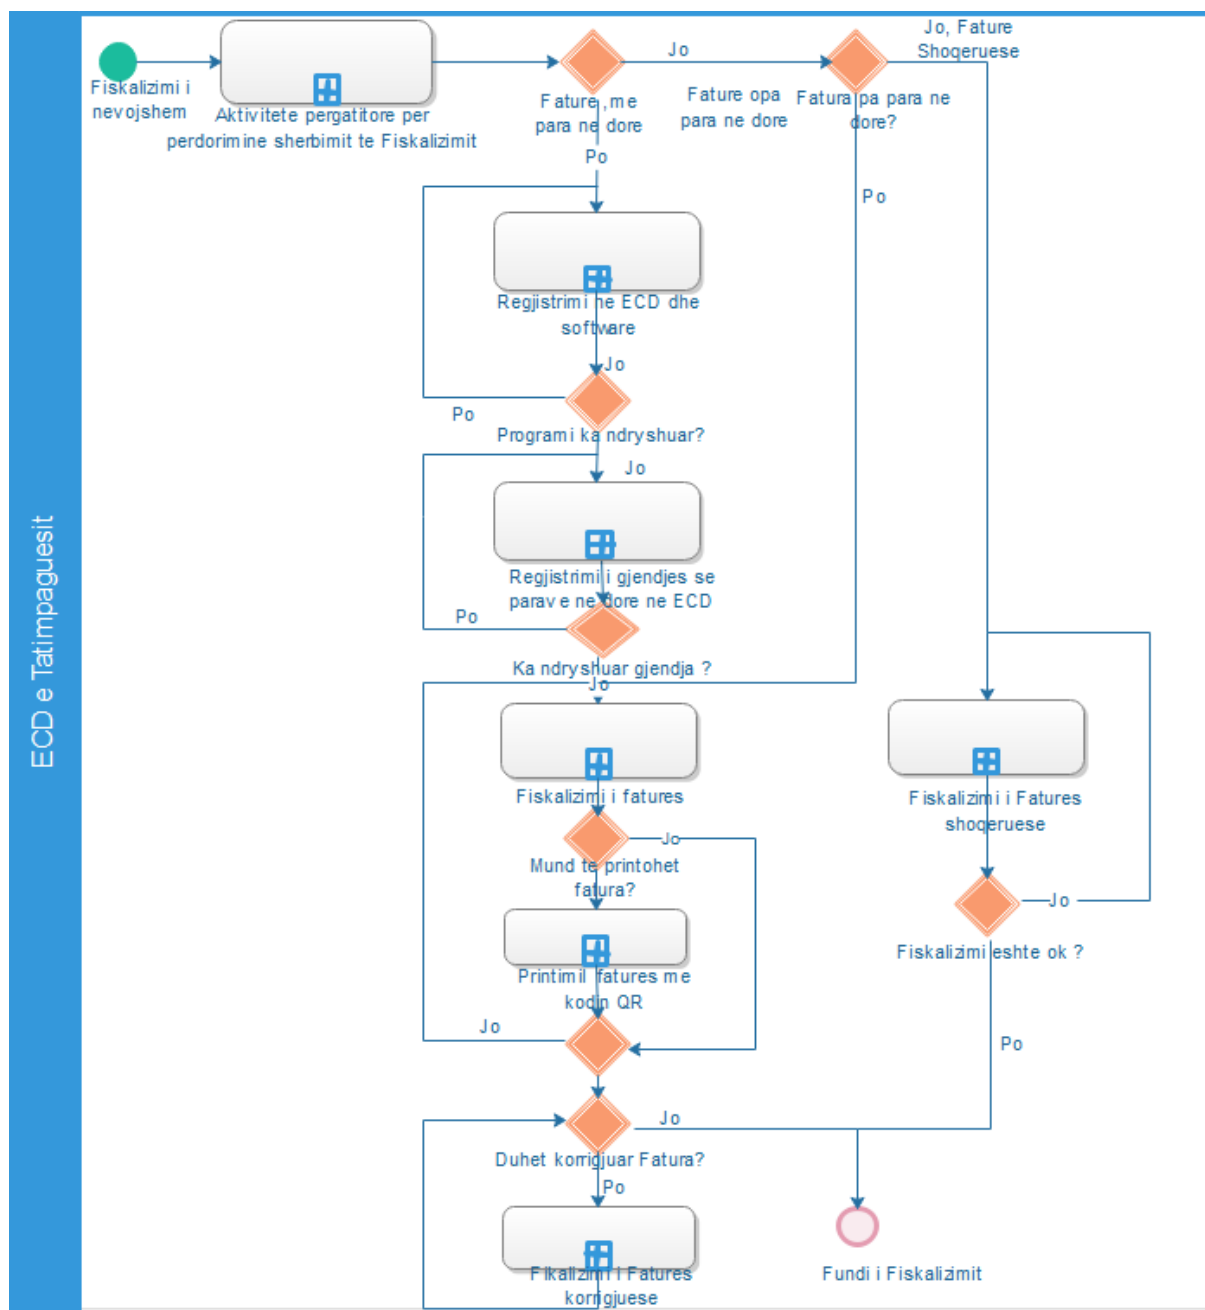 Jo, Fature
Shoqeruese
Jo
Fiskalizimi i
nevojshem
Aktivitete pergatitore per
perdorimine sherbimit te Fiskalizimit
Fature ,me
para ne dore
Fature opa
para ne dore
Fatura pa para ne
dore?
Po
Po
Regjistrimi ne ECD dhe
software
Jo
Po
Programi ka ndryshuar?
Jo
Regjistrimi i gjendjes se
parave ne dore ne ECD
Po
Ka ndryshuar gjendja ?
Jo
ECD e Tatimpaguesit
Fiskalizimi i fatures
Fiskalizimi i Fatures
shoqeruese
Jo
Mund te printohet
fatura?
Jo
Fiskalizimi eshte ok ?
Printimil fatures me
kodin QR
Jo
Po
Jo
Duhet korrigjuar Fatura?
Po
Fikalizimi i Fatures
korrigjuese
Fundi i Fiskalizimit